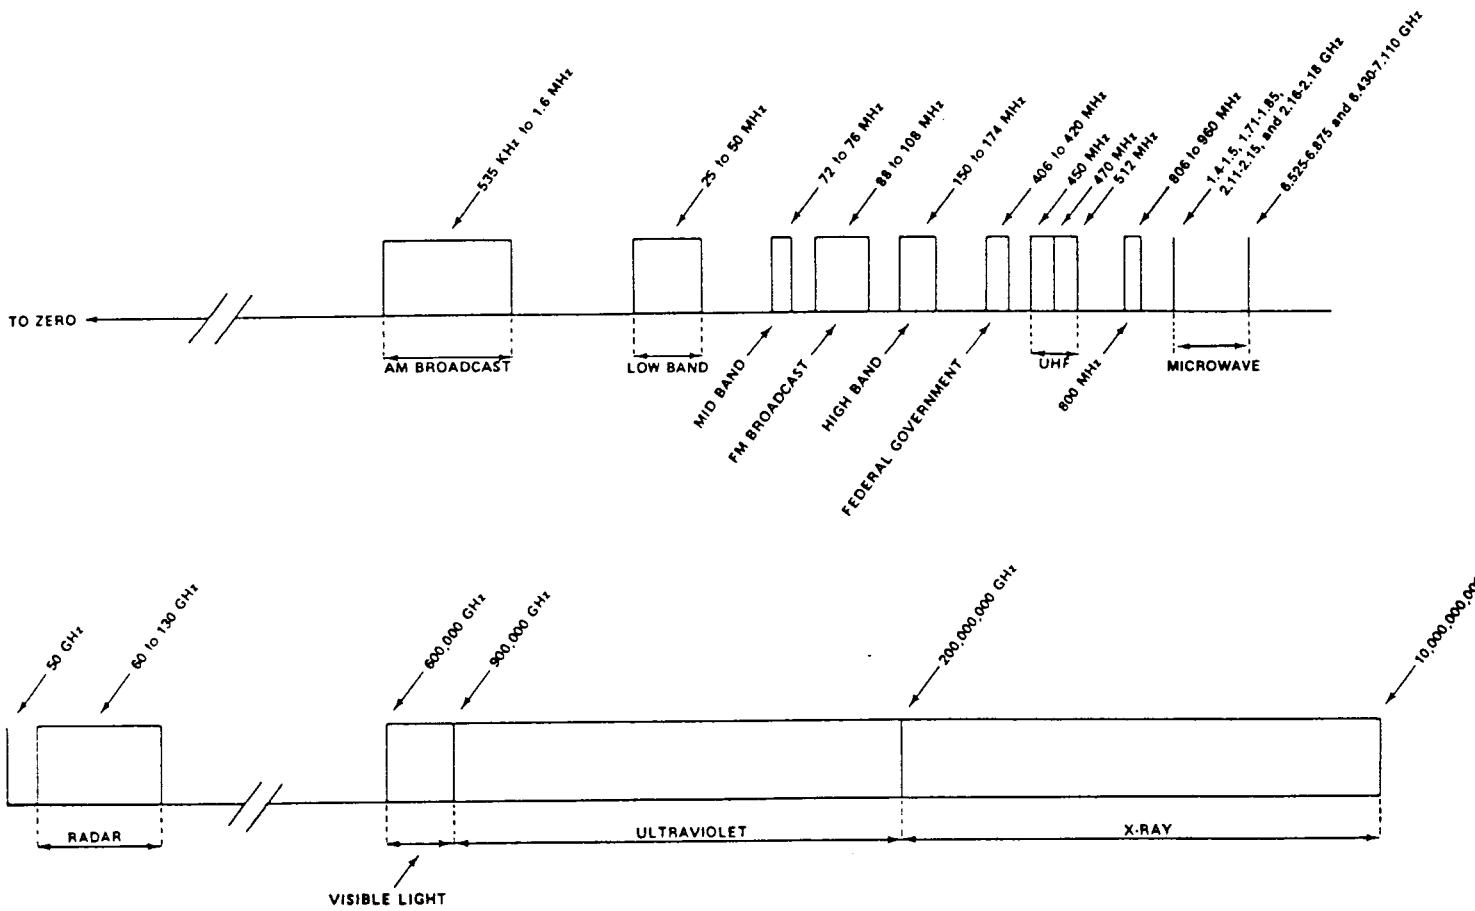 535 KHz to 1.6 MHz
25 to 50 MHz
72 to 76 MHz
88 to 108 MHz
150 to 174 MHz
406 to 420 MHz
450 MHz
470 MHz
512 MHz
806 to 960 MHz
1.4-1.5, 1.71-1.85,
2.11-2.15, and 2.16-2.18 GHz
6.525-6.875 and 6.430-7.110 GHz
TO ZERO
AM BROADCAST
LOW BAND
MID BAND
FM BROADCAST
HIGH BAND
FEDERAL GOVERNMENT
UHF
800 MHz
MICROWAVE
50 GHz
60 to 130 GHz
600,000 GHz
900,000 GHz
200,000,000 GHz
10,000,000,000
RADAR
VISIBLE LIGHT
ULTRAVIOLET
X-RAY